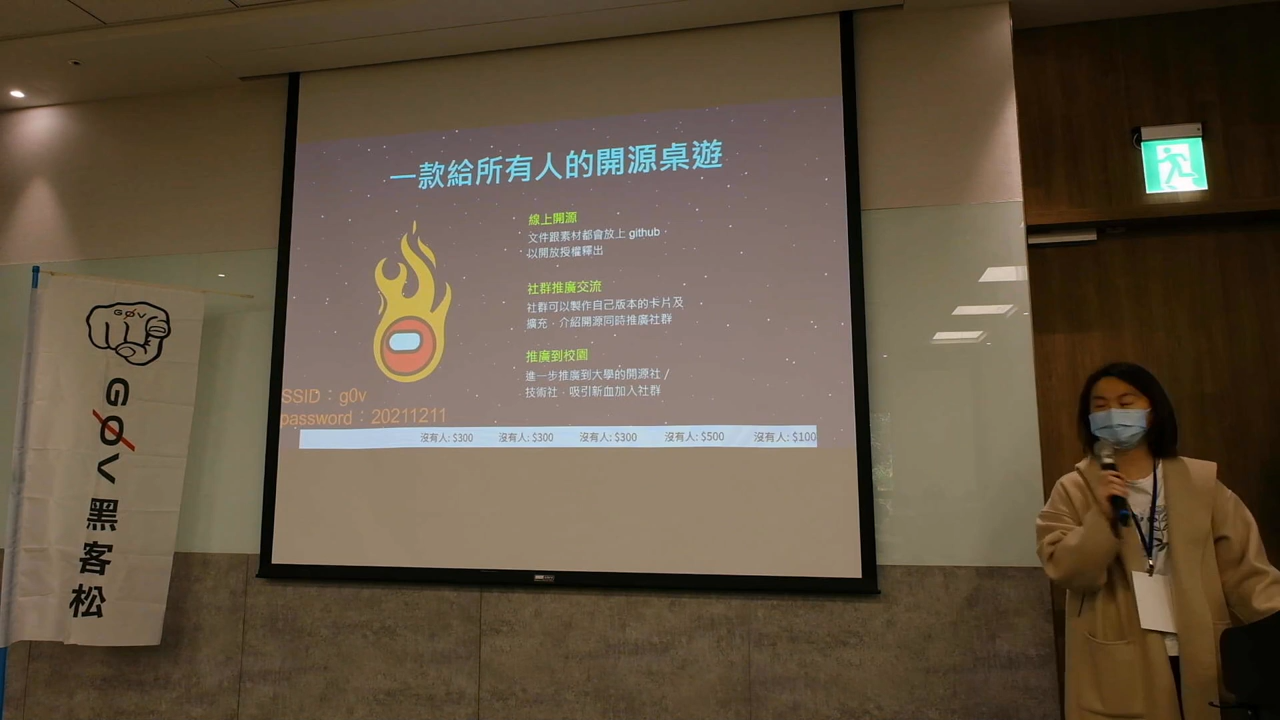 一款給所有人的開源桌遊
線上開源
文件跟素材都會放上 github，
以開放授權釋出
社群推廣交流
社群可以製作自己版本的卡片及
擴充，介紹開源同時推廣社群
推廣到校園
進一步推廣到大學的開源社 /
技術社，吸引新血加入社群
SSID：g0v
password：20211211
沒有人: $300 沒有人: $300 沒有人: $300 沒有人: $500 沒有人: $100
G0V
G0V 黑客松